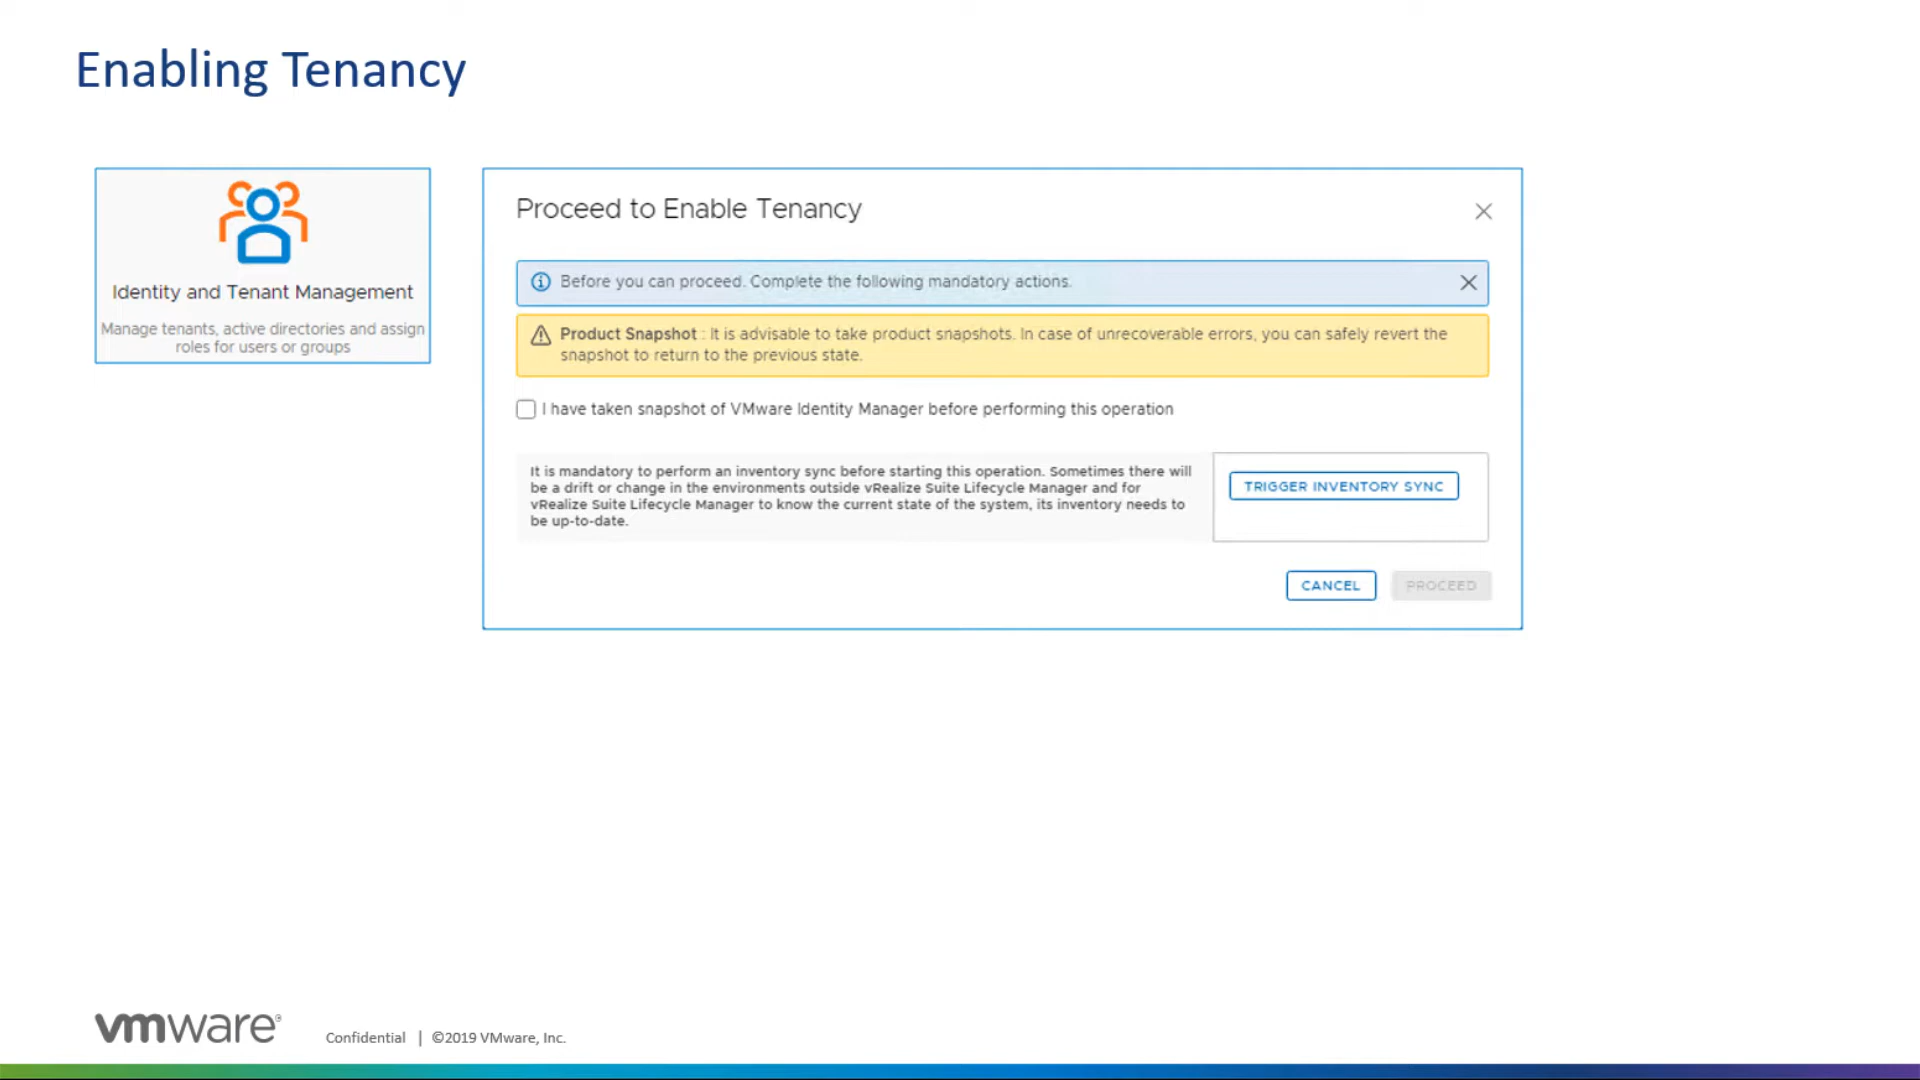 Enabling Tenancy
Identity and Tenant Management
Manage tenants, active directories and assign
roles for users or groups
Proceed to Enable Tenancy
Before you can proceed. Complete the following mandatory actions.
Product Snapshot : It is advisable to take product snapshots. In case of unrecoverable errors, you can safely revert the
snapshot to return to the previous state.
I have taken snapshot of VMware Identity Manager before performing this operation
It is mandatory to perform an inventory sync before starting this operation. Sometimes there will
be a drift or change in the environments outside vRealize Suite Lifecycle Manager and for
vRealize Suite Lifecycle Manager to know the current state of the system, its inventory needs to
be up-to-date.
TRIGGER INVENTORY SYNC
CANCEL
PROCEED
vmware®
Confidential | ©2019 VMware, Inc.